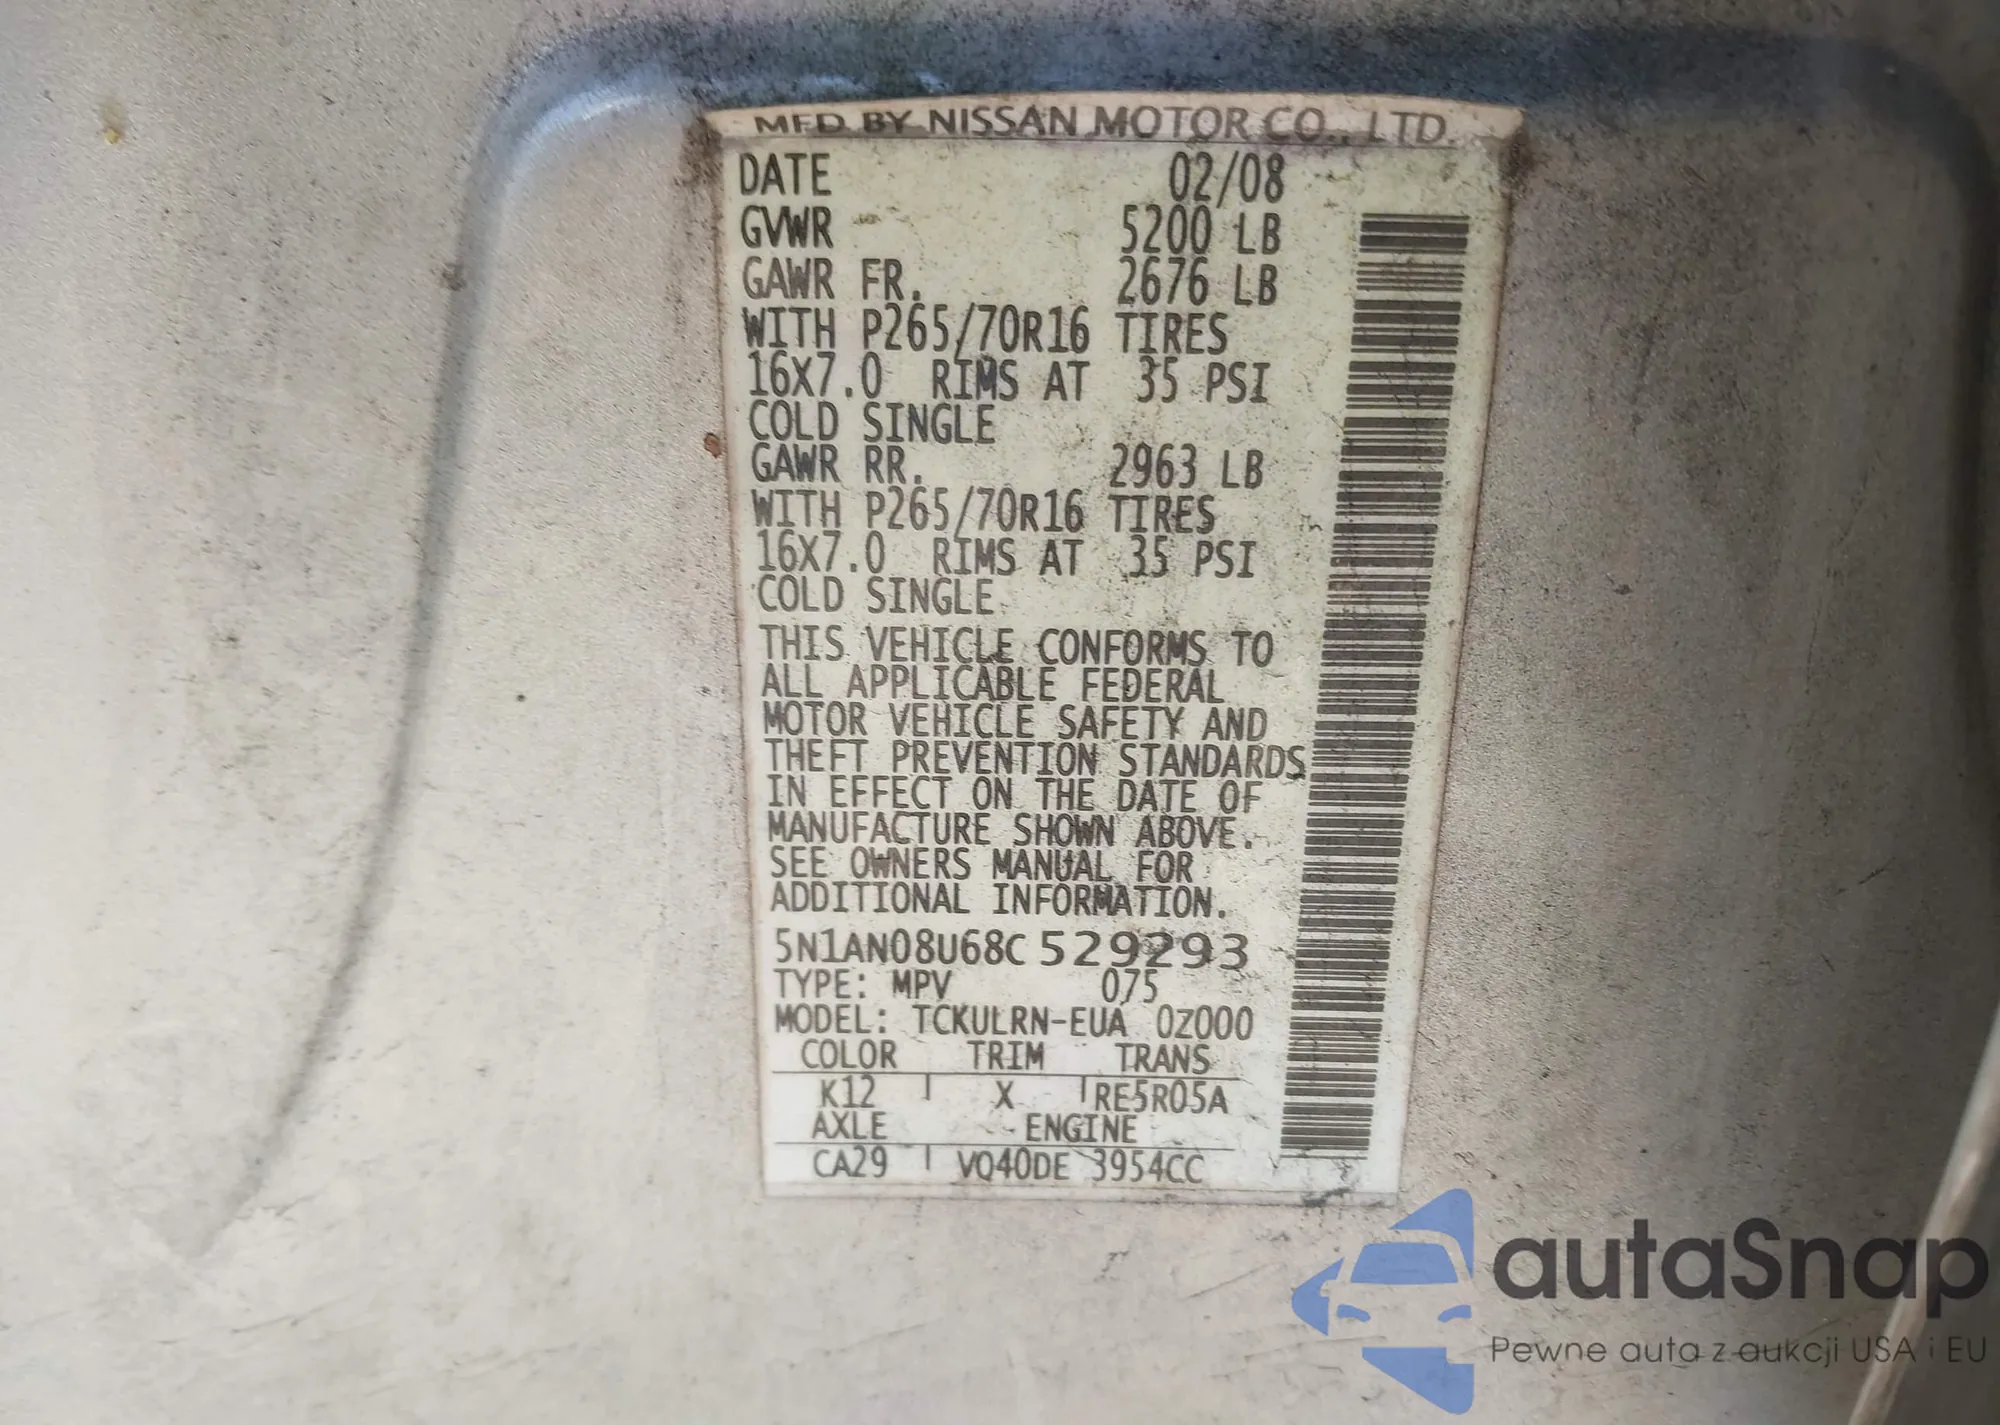 MFD BY NISSAN MOTOR CO., LTD.
DATE 02/08
GVWR 5200 LB
GAWR FR. 2676 LB
WITH P265/70R16 TIRES
16X7.0 RIMS AT 35 PSI
COLD SINGLE
GAWR RR. 2963 LB
WITH P265/70R16 TIRES
16X7.0 RIMS AT 35 PSI
COLD SINGLE
THIS VEHICLE CONFORMS TO
ALL APPLICABLE FEDERAL
MOTOR VEHICLE SAFETY AND
THEFT PREVENTION STANDARDS
IN EFFECT ON THE DATE OF
MANUFACTURE SHOWN ABOVE.
SEE OWNERS MANUAL FOR
ADDITIONAL INFORMATION.
5N1AN08U68C529293
TYPE: MPV 075
MODEL: TCKULRN-EUA 0Z000
COLOR TRIM TRANS
K12 X RE5R05A
AXLE ENGINE
CA29 VQ40DE 3954CC
autaSnap
Pewne auta z aukcji USA i EU